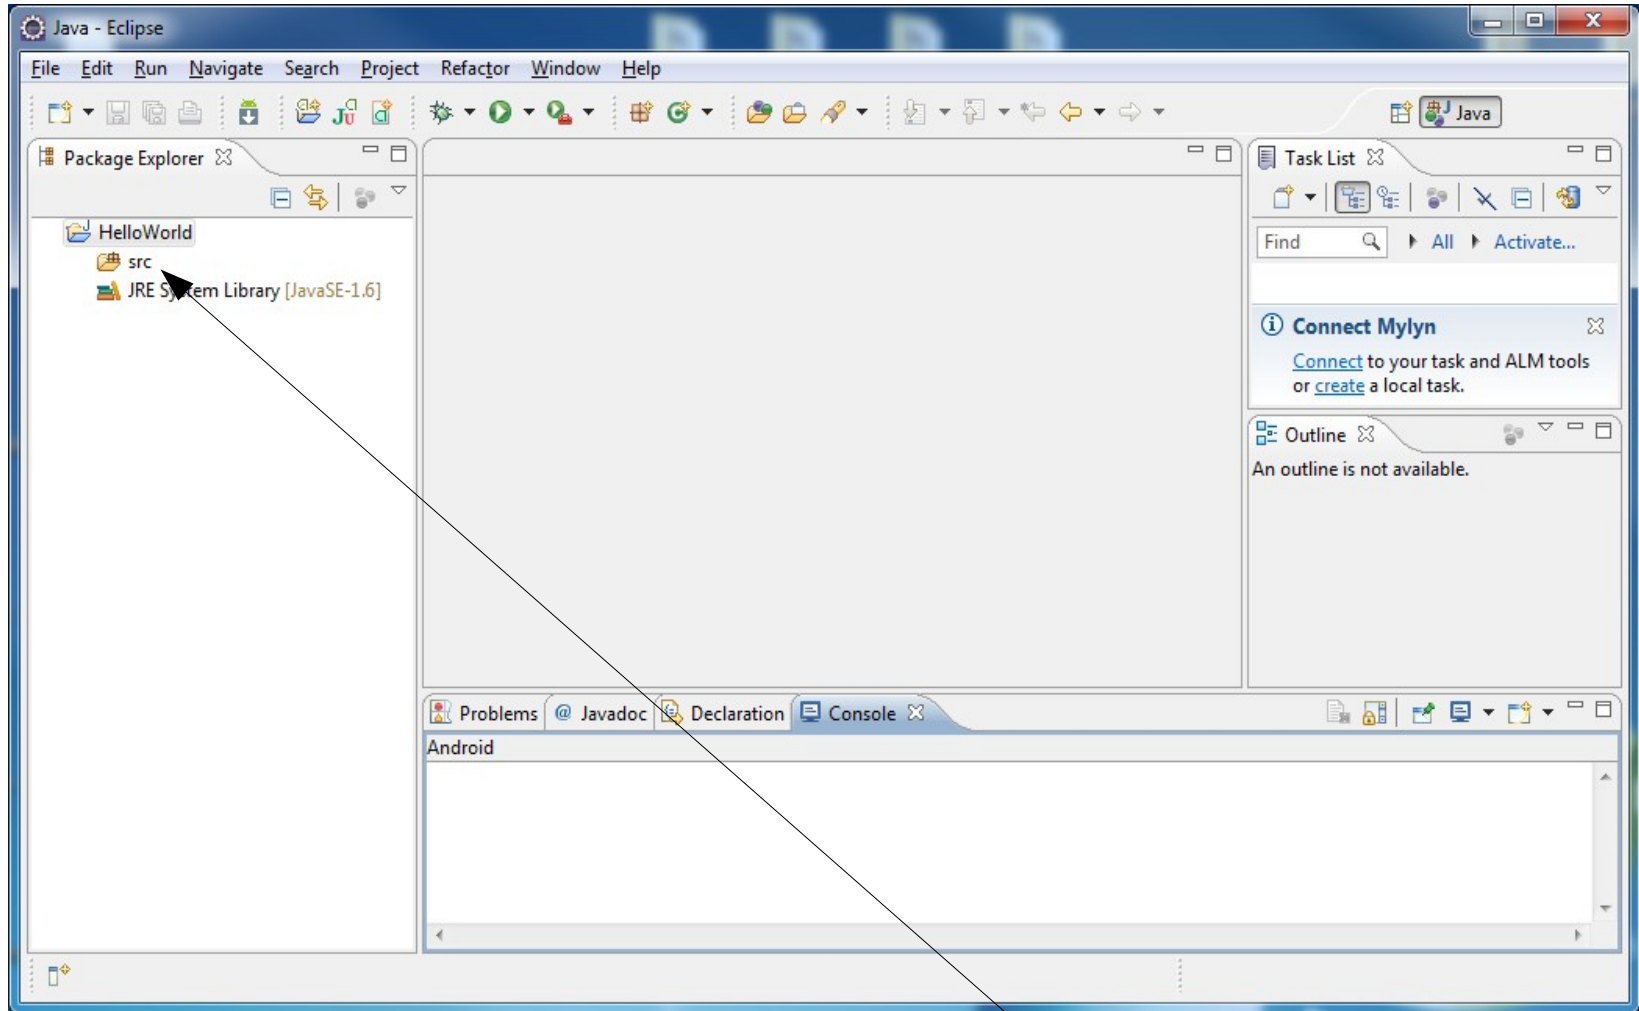 Java - Eclipse
File Edit Run Navigate Search Project Refactor Window Help
Java
Package Explorer
HelloWorld
src
JRE System Library [JavaSE-1.6]
Task List
Find All Activate...
Connect Mylyn
Connect to your task and ALM tools
or create a local task.
Outline
An outline is not available.
Problems @ Javadoc Declaration Console
Android